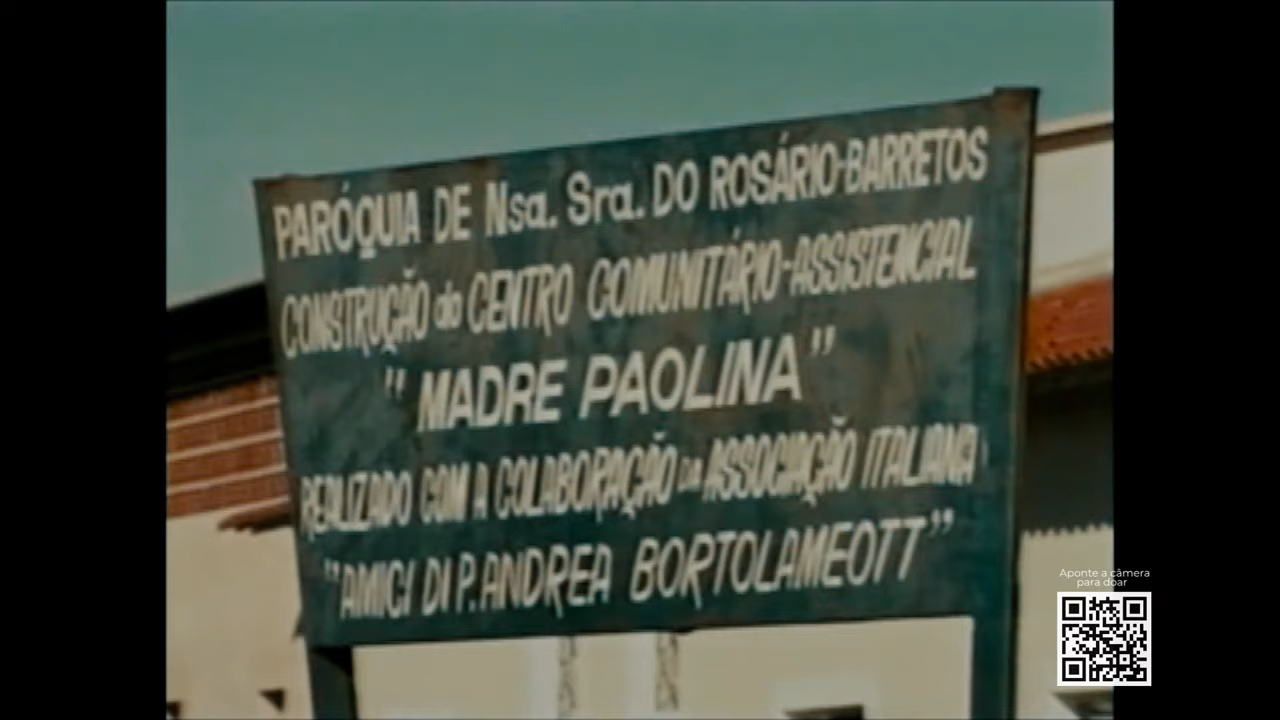 PARÓQUIA DE Nsa. Sra. DO ROSÁRIO-BARRETOS
CONSTRUÇÃO do CENTRO COMUNITÁRIO-ASSISTENCIAL
"MADRE PAOLINA"
REALIZADO COM A COLABORAÇÃO DA ASSOCIAÇÃO ITALIANA
"AMICI DI P. ANDREA BORTOLAMEOTT"
Aponte a câmera
para doar